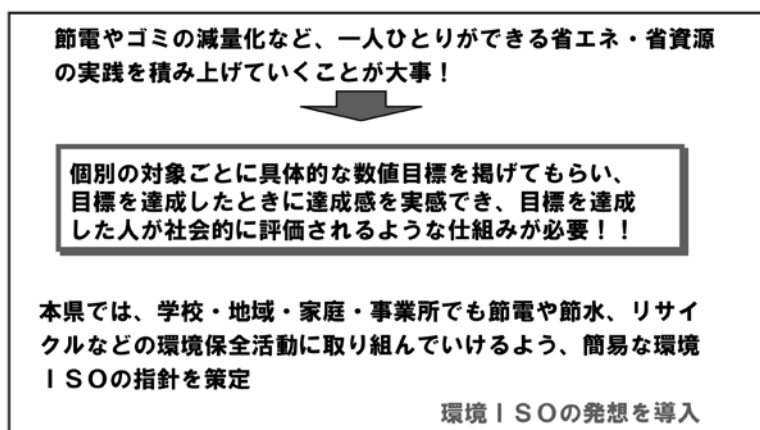 節電やゴミの減量化など、一人ひとりができる省エネ・省資源
の実践を積み上げていくことが大事！
個別の対象ごとに具体的な数値目標を掲げてもらい、
目標を達成したときに達成感を実感でき、目標を達成
した人が社会的に評価されるような仕組みが必要！！
本県では、学校・地域・家庭・事業所でも節電や節水、リサイ
クルなどの環境保全活動に取り組んでいけるよう、簡易な環境
ＩＳＯの指針を策定
環境ＩＳＯの発想を導入